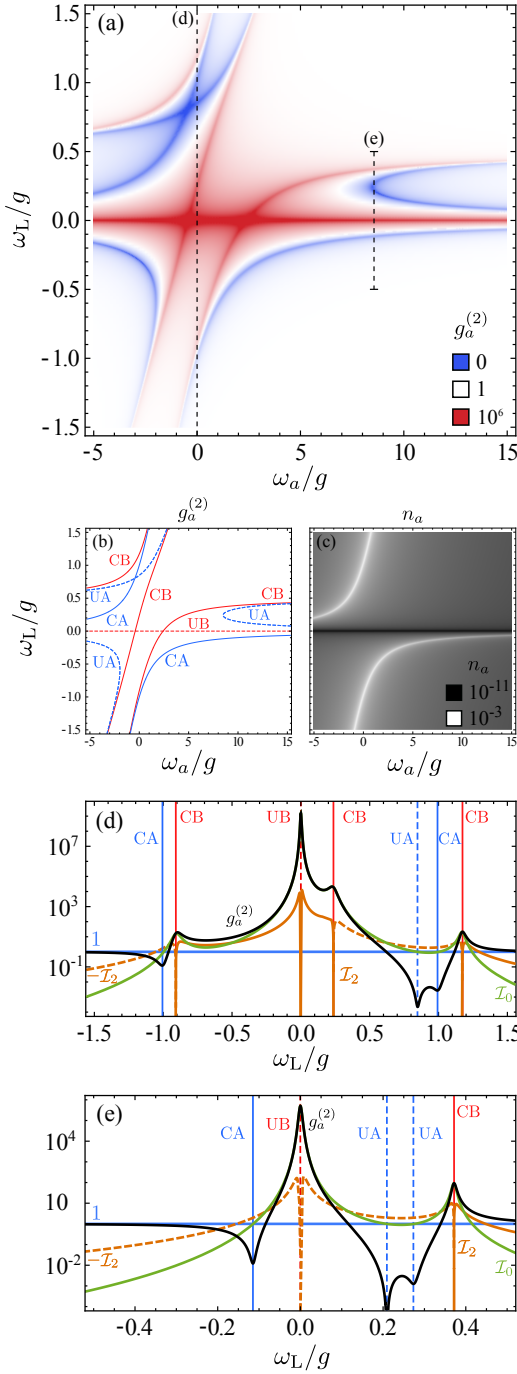 (a)
(d)
(e)
1.5
1.0
0.5
0.0
-0.5
-1.0
-1.5
ω_L/g
g_a^(2)
0
1
10^6
-5 0 5 10 15
ω_a/g
g_a^(2) n_a
(b) (c)
CB
CB
CB
UA
CA
UB
UA
UA
CA
1.5
1.0
0.5
0.0
-0.5
-1.0
1.5
ω_L/g
n_a
10^-11
10^-3
-5 0 5 10 15 -5 0 5 10 15
ω_a/g ω_a/g
(d)
CA CB UB CB UA CA CB
10^7
10^3
10^-1
g_a^(2)
1
-I_2
I_2
I_0
-1.5 -1.0 -0.5 0.0 0.5 1.0 1.5
ω_L/g
(e)
CA UB g_a^(2) UA UA CB
10^4
10
10^-2
1
-I_2
I_2
I_0
-0.4 -0.2 0.0 0.2 0.4
ω_L/g